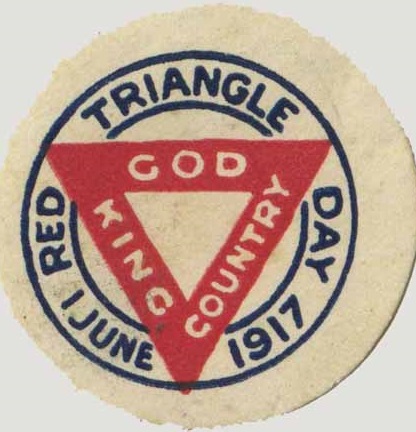 RED TRIANGLE DAY
1 JUNE 1917
GOD
KING
COUNTRY